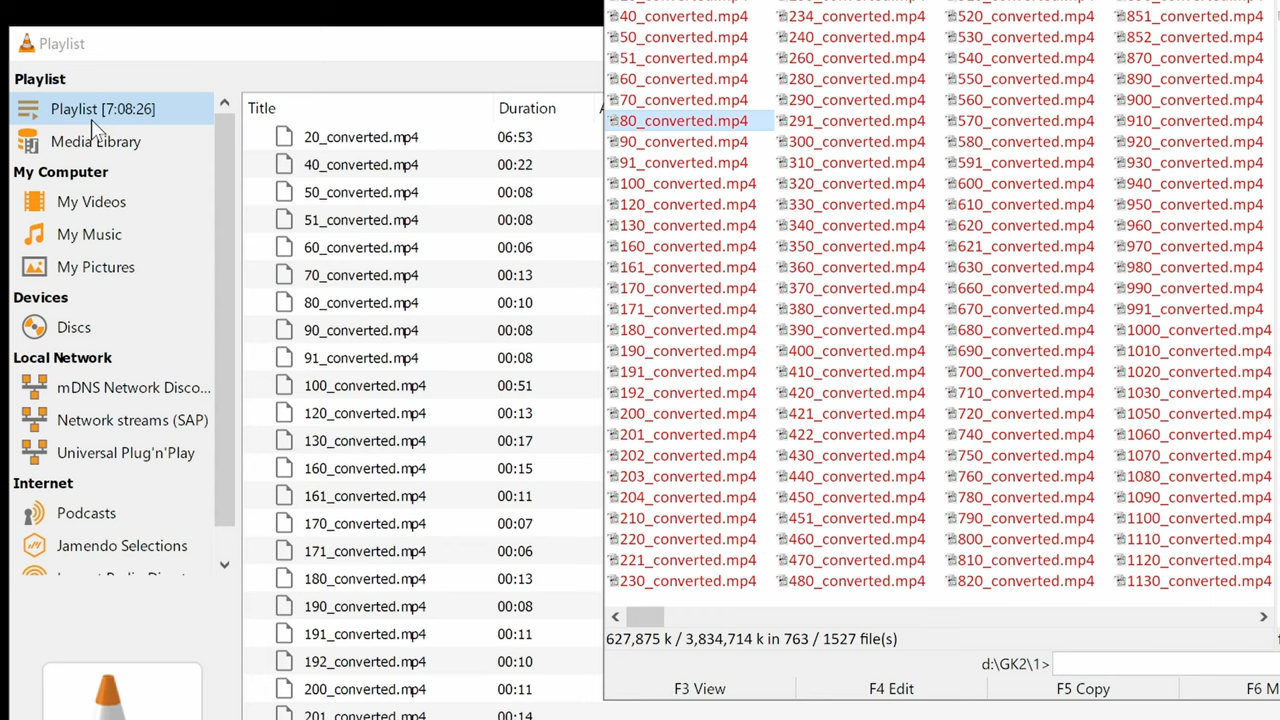 Playlist
Playlist
Playlist [7:08:26]
Media Library
My Computer
My Videos
My Music
My Pictures
Devices
Discs
Local Network
mDNS Network Disco...
Network streams (SAP)
Universal Plug'n'Play
Internet
Podcasts
Jamendo Selections
Title Duration
20_converted.mp4 06:53
40_converted.mp4 00:22
50_converted.mp4 00:08
51_converted.mp4 00:08
60_converted.mp4 00:06
70_converted.mp4 00:13
80_converted.mp4 00:10
90_converted.mp4 00:08
91_converted.mp4 00:08
100_converted.mp4 00:51
120_converted.mp4 00:13
130_converted.mp4 00:17
160_converted.mp4 00:15
161_converted.mp4 00:11
170_converted.mp4 00:07
171_converted.mp4 00:06
180_converted.mp4 00:13
190_converted.mp4 00:08
191_converted.mp4 00:11
192_converted.mp4 00:10
200_converted.mp4 00:11
201_converted.mp4 00:14
40_converted.mp4 234_converted.mp4 520_converted.mp4 851_converted.mp4
50_converted.mp4 240_converted.mp4 530_converted.mp4 852_converted.mp4
51_converted.mp4 260_converted.mp4 540_converted.mp4 870_converted.mp4
60_converted.mp4 280_converted.mp4 550_converted.mp4 890_converted.mp4
70_converted.mp4 290_converted.mp4 560_converted.mp4 900_converted.mp4
80_converted.mp4 291_converted.mp4 570_converted.mp4 910_converted.mp4
90_converted.mp4 300_converted.mp4 580_converted.mp4 920_converted.mp4
91_converted.mp4 310_converted.mp4 591_converted.mp4 930_converted.mp4
100_converted.mp4 320_converted.mp4 600_converted.mp4 940_converted.mp4
120_converted.mp4 330_converted.mp4 610_converted.mp4 950_converted.mp4
130_converted.mp4 340_converted.mp4 620_converted.mp4 960_converted.mp4
160_converted.mp4 350_converted.mp4 621_converted.mp4 970_converted.mp4
161_converted.mp4 360_converted.mp4 630_converted.mp4 980_converted.mp4
170_converted.mp4 370_converted.mp4 660_converted.mp4 990_converted.mp4
171_converted.mp4 380_converted.mp4 670_converted.mp4 991_converted.mp4
180_converted.mp4 390_converted.mp4 680_converted.mp4 1000_converted.mp4
190_converted.mp4 400_converted.mp4 690_converted.mp4 1010_converted.mp4
191_converted.mp4 410_converted.mp4 700_converted.mp4 1020_converted.mp4
192_converted.mp4 420_converted.mp4 710_converted.mp4 1030_converted.mp4
200_converted.mp4 421_converted.mp4 720_converted.mp4 1050_converted.mp4
201_converted.mp4 422_converted.mp4 740_converted.mp4 1060_converted.mp4
202_converted.mp4 430_converted.mp4 750_converted.mp4 1070_converted.mp4
203_converted.mp4 440_converted.mp4 760_converted.mp4 1080_converted.mp4
204_converted.mp4 450_converted.mp4 780_converted.mp4 1090_converted.mp4
210_converted.mp4 451_converted.mp4 790_converted.mp4 1100_converted.mp4
220_converted.mp4 460_converted.mp4 800_converted.mp4 1110_converted.mp4
221_converted.mp4 470_converted.mp4 810_converted.mp4 1120_converted.mp4
230_converted.mp4 480_converted.mp4 820_converted.mp4 1130_converted.mp4
627,875 k / 3,834,714 k in 763 / 1527 file(s)
d:\GK2\1>
F3 View F4 Edit F5 Copy F6 M